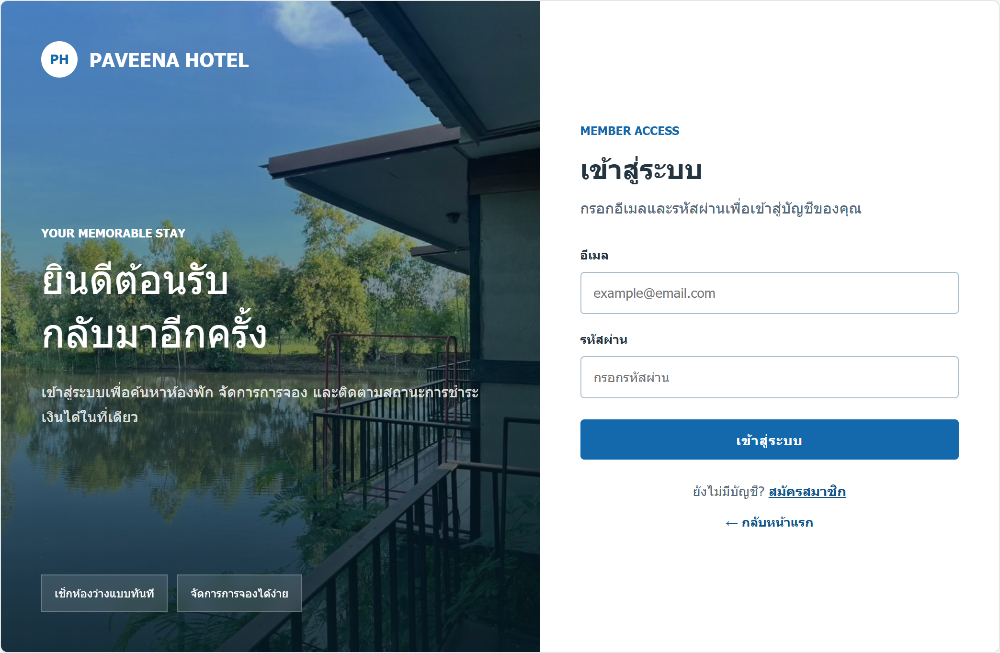 PH
PAVEENA HOTEL
YOUR MEMORABLE STAY
ยินดีต้อนรับ
กลับมาอีกครั้ง
เข้าสู่ระบบเพื่อค้นหาห้องพัก จัดการการจอง และติดตามสถานะการชำระ
เงินได้ในที่เดียว
เช็กห้องว่างแบบทันที
จัดการการจองได้ง่าย
MEMBER ACCESS
เข้าสู่ระบบ
กรอกอีเมลและรหัสผ่านเพื่อเข้าสู่บัญชีของคุณ
อีเมล
example@email.com
รหัสผ่าน
กรอกรหัสผ่าน
เข้าสู่ระบบ
ยังไม่มีบัญชี? สมัครสมาชิก
← กลับหน้าแรก